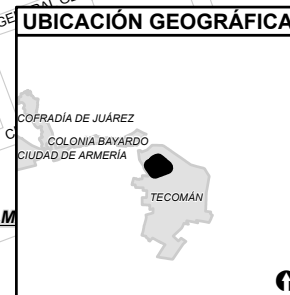 UBICACIÓN GEOGRÁFICA
COFRADÍA DE JUÁREZ
COLONIA BAYARDO
CIUDAD DE ARMERÍA
TECOMÁN
M